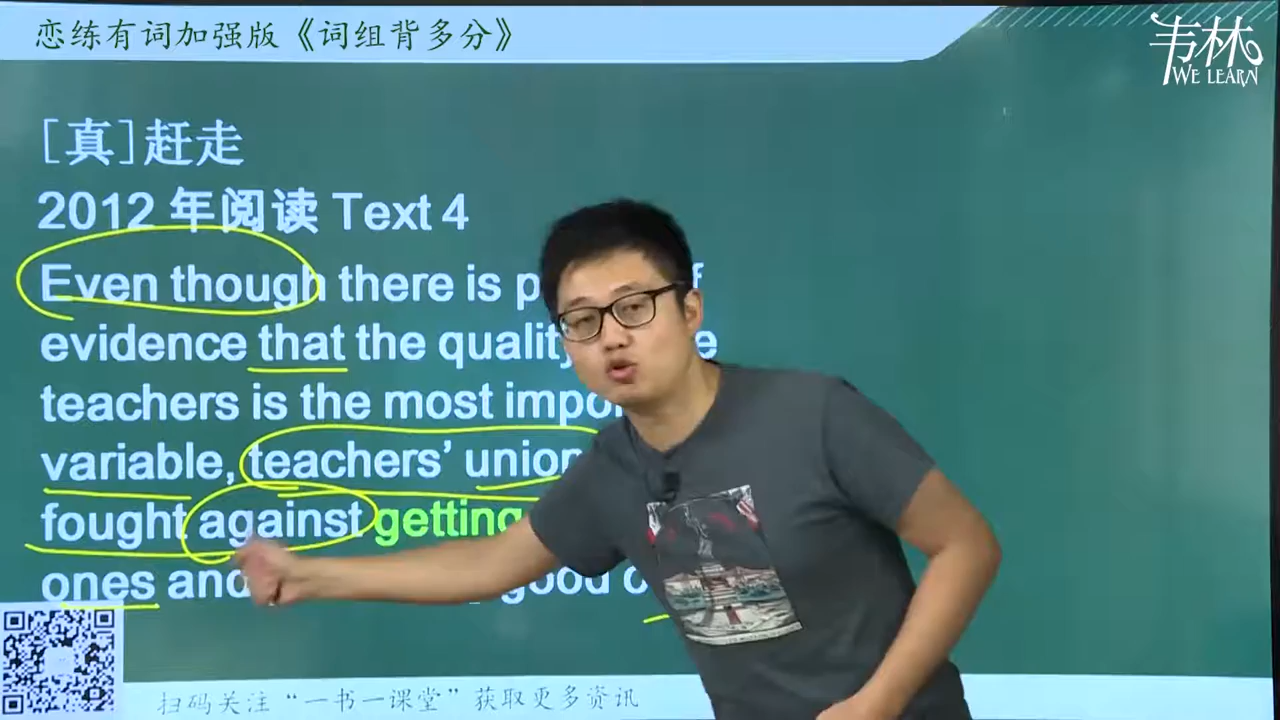 恋练有词加强版《词组背多分》
韦林
WE LEARN
[真]赶走
2012 年阅读 Text 4
Even though there is
evidence that the quality
teachers is the most
variable, teachers' union
fought against getting
ones and good
扫码关注“一书一课堂”获取更多资讯